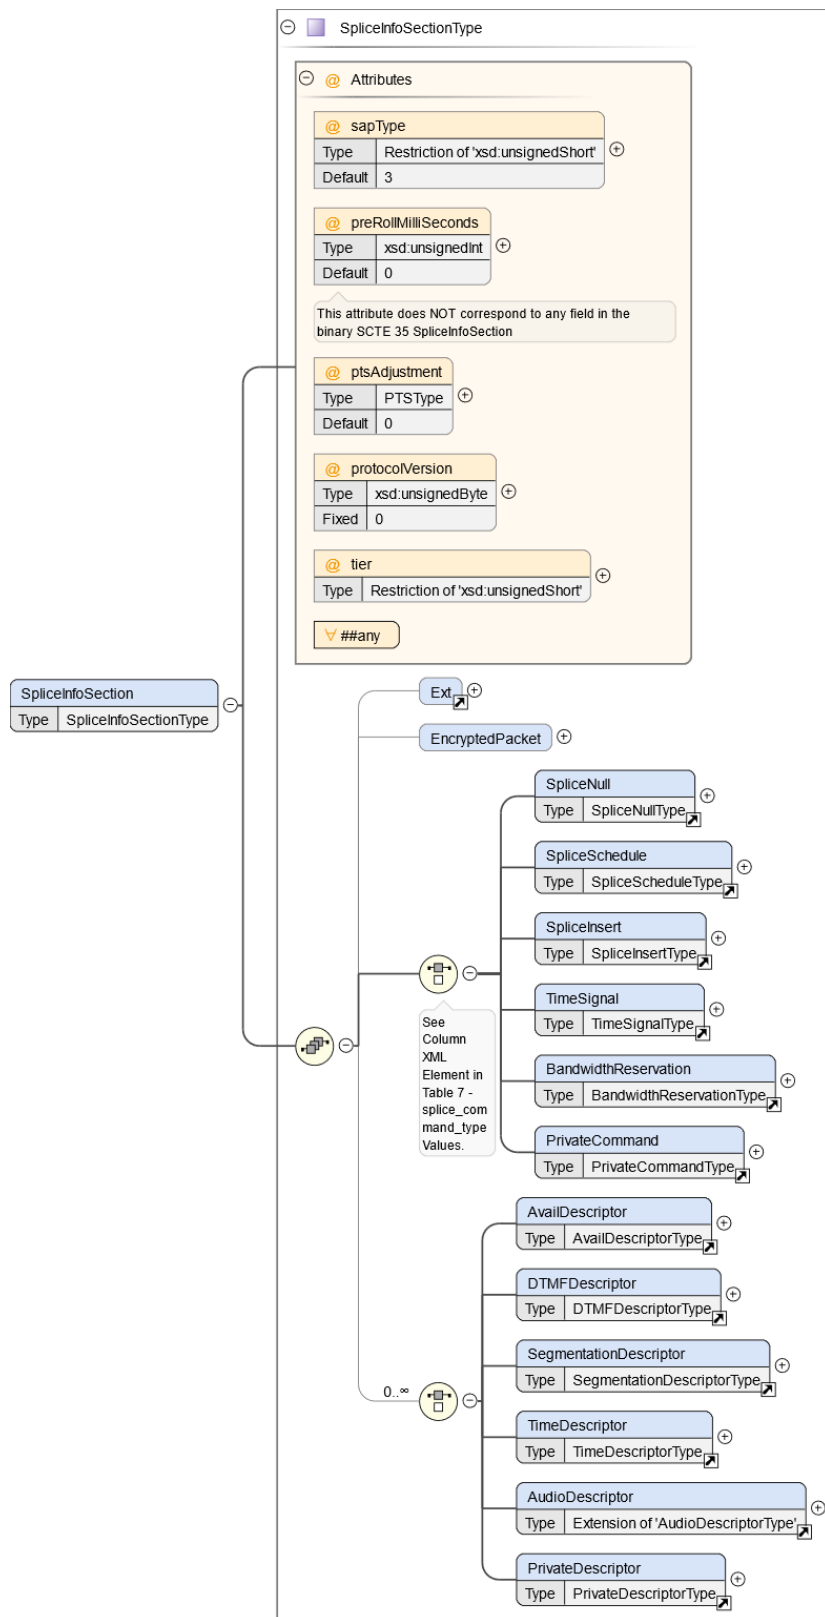 SpliceInfoSectionType
@ Attributes
@ sapType
Type Restriction of 'xsd:unsignedShort'
Default 3
@ preRollMilliSeconds
Type xsd:unsignedInt
Default 0
This attribute does NOT correspond to any field in the
binary SCTE 35 SpliceInfoSection
@ ptsAdjustment
Type PTSType
Default 0
@ protocolVersion
Type xsd:unsignedByte
Fixed 0
@ tier
Type Restriction of 'xsd:unsignedShort'
∀ ##any
SpliceInfoSection
Type SpliceInfoSectionType
Ext
EncryptedPacket
SpliceNull
Type SpliceNullType
SpliceSchedule
Type SpliceScheduleType
SpliceInsert
Type SpliceInsertType
TimeSignal
Type TimeSignalType
BandwidthReservation
Type BandwidthReservationType
PrivateCommand
Type PrivateCommandType
See
Column
XML
Element in
Table 7 -
splice_com
mand_type
Values.
0..∞
AvailDescriptor
Type AvailDescriptorType
DTMFDescriptor
Type DTMFDescriptorType
SegmentationDescriptor
Type SegmentationDescriptorType
TimeDescriptor
Type TimeDescriptorType
AudioDescriptor
Type Extension of 'AudioDescriptorType'
PrivateDescriptor
Type PrivateDescriptorType